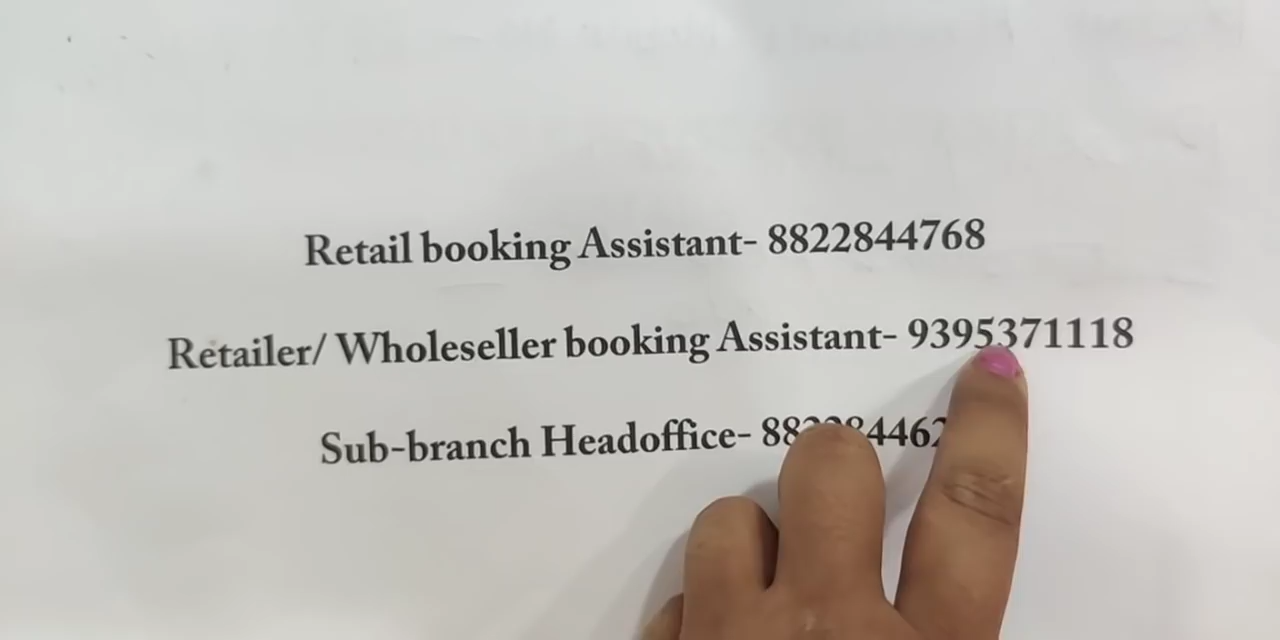 Retail booking Assistant- 8822844768
Retailer/ Wholeseller booking Assistant- 9395371118
Sub-branch Headoffice-